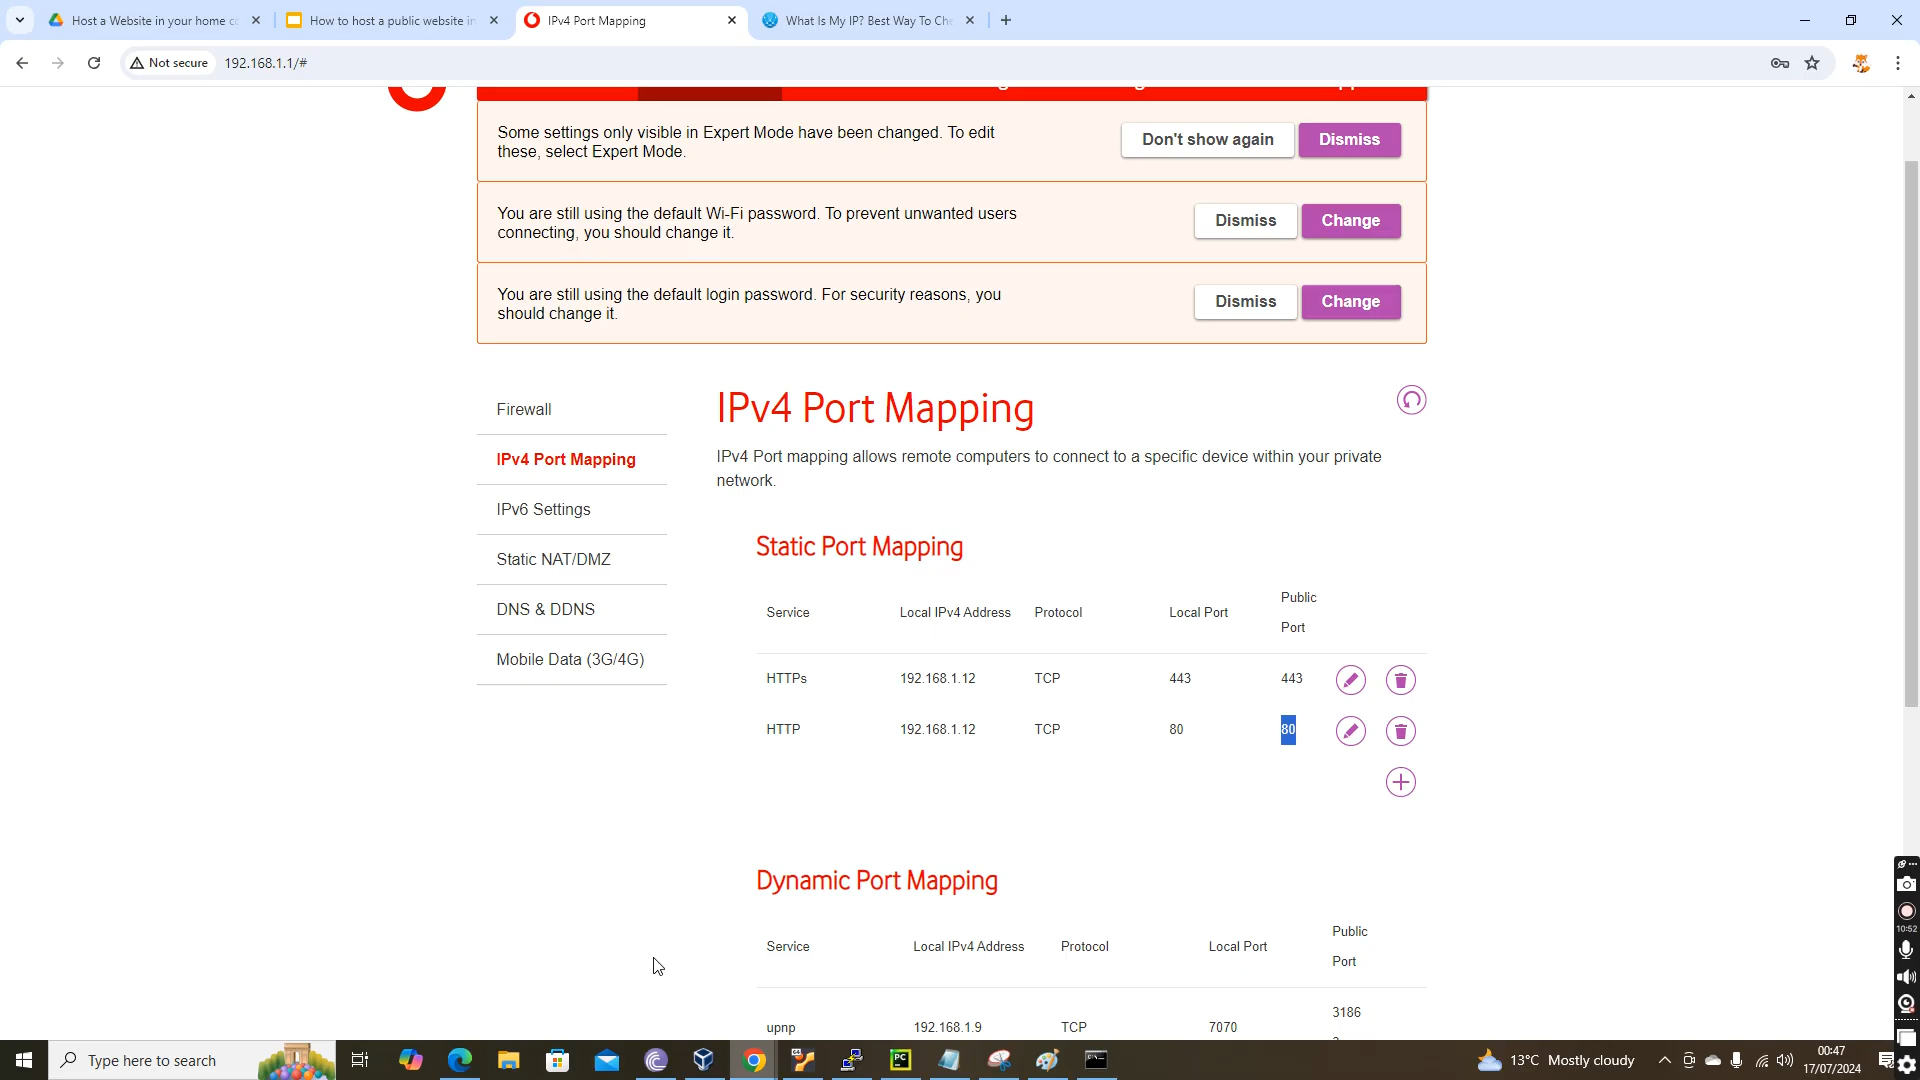 Host a Website in your home co
How to host a public website in
IPv4 Port Mapping
What Is My IP? Best Way To Che
Not secure
192.168.1.1/#
Some settings only visible in Expert Mode have been changed. To edit
these, select Expert Mode.
Don't show again
Dismiss
You are still using the default Wi-Fi password. To prevent unwanted users
connecting, you should change it.
Dismiss
Change
You are still using the default login password. For security reasons, you
should change it.
Dismiss
Change
Firewall
IPv4 Port Mapping
IPv6 Settings
Static NAT/DMZ
DNS & DDNS
Mobile Data (3G/4G)
IPv4 Port Mapping
IPv4 Port mapping allows remote computers to connect to a specific device within your private
network.
Static Port Mapping
Service Local IPv4 Address Protocol Local Port Public
Port
HTTPs 192.168.1.12 TCP 443 443
HTTP 192.168.1.12 TCP 80 80
Dynamic Port Mapping
Service Local IPv4 Address Protocol Local Port Public
Port
upnp 192.168.1.9 TCP 7070 3186
10:52
Type here to search
PC
13°C Mostly cloudy
00:47
17/07/2024